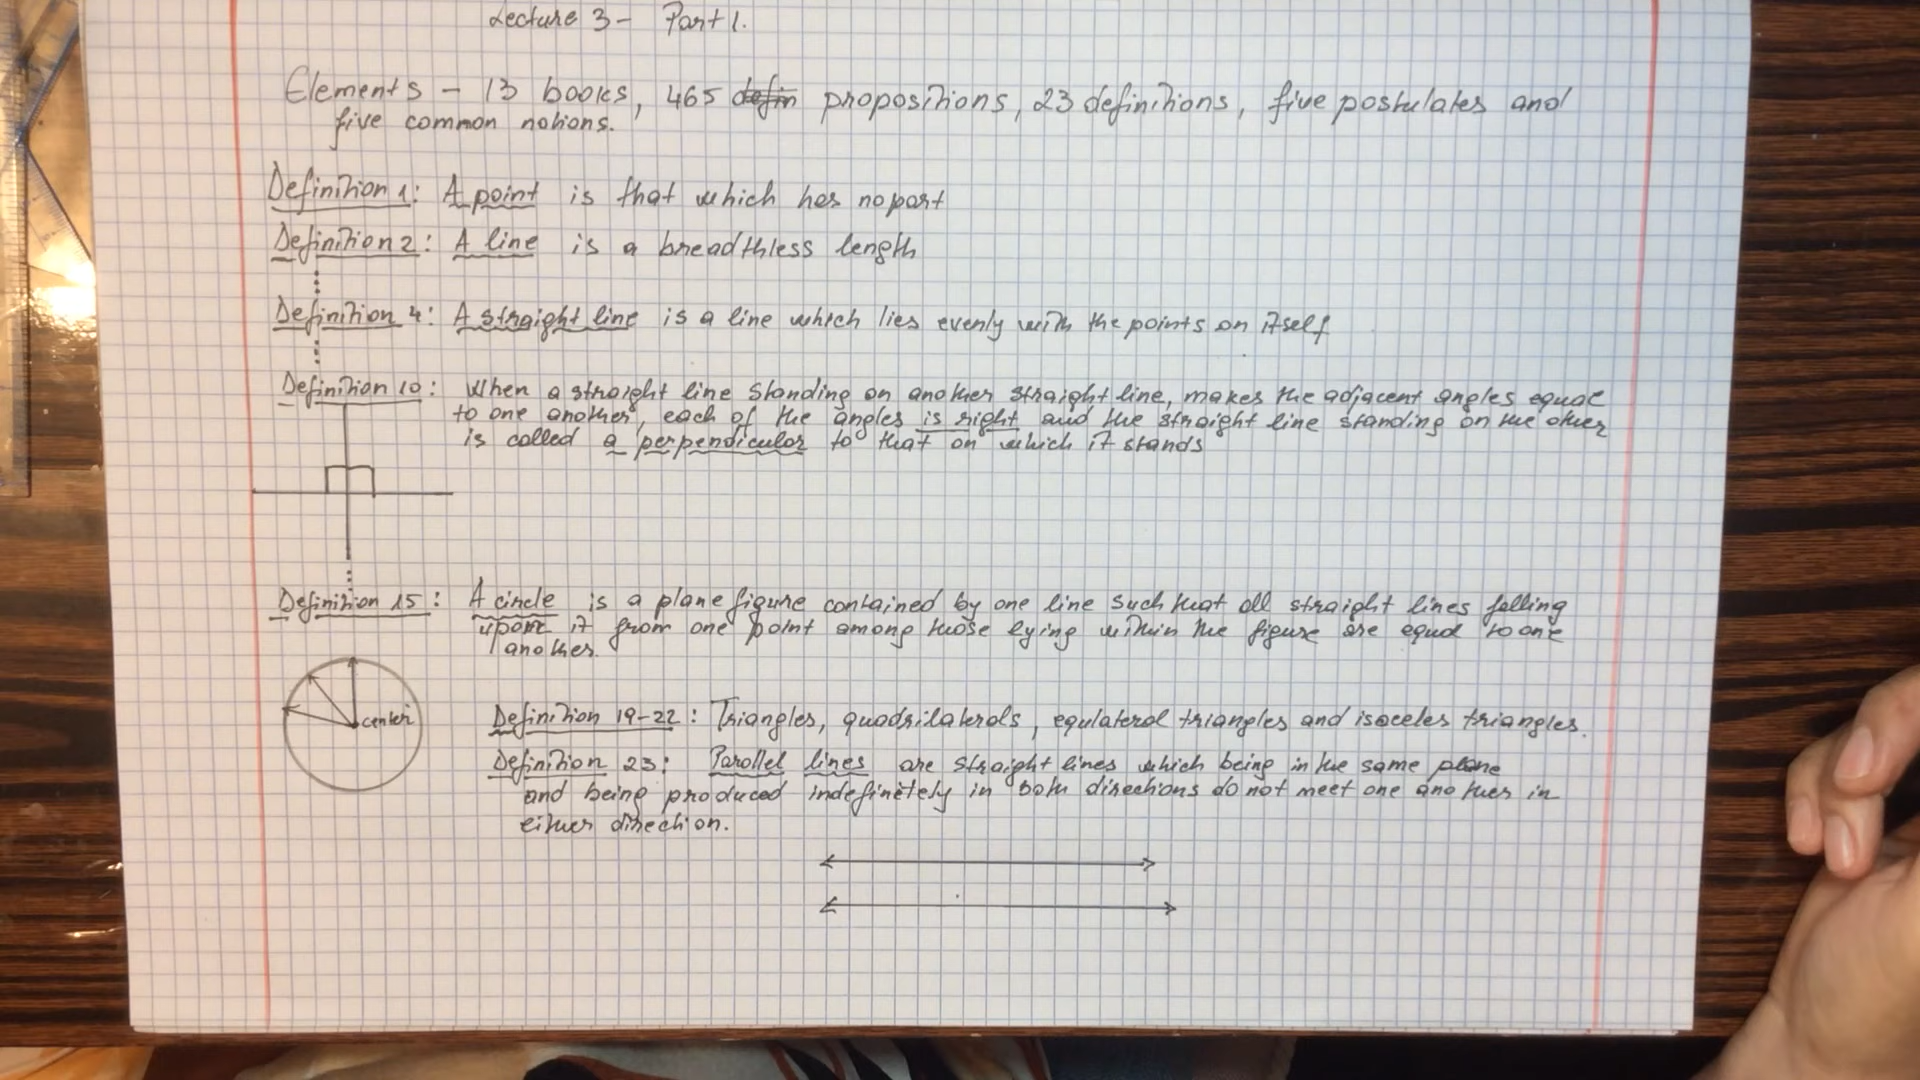 Lecture 3 - Part 1.
Elements - 13 books, 465 defin propositions, 23 definitions, five postulates and
five common notions.
Definition 1: A point is that which has no part
Definition 2: A line is a breadthless length
Definition 4: A straight line is a line which lies evenly with the points on itself
Definition 10: When a straight line standing on another straight line, makes the adjacent angles equal
to one another, each of the angles is right and the straight line standing on the other
is called a perpendicular to that on which it stands
Definition 15: A circle is a plane figure contained by one line such that all straight lines falling
upon it from one point among those lying within the figure are equal to one
another.
center
Definition 19-22: Triangles, quadrilaterals, equlateral triangles and isoceles triangles.
Definition 23: Parallel lines are straight lines which being in the same plane
and being produced indefinetely in both directions do not meet one another in
either direction.